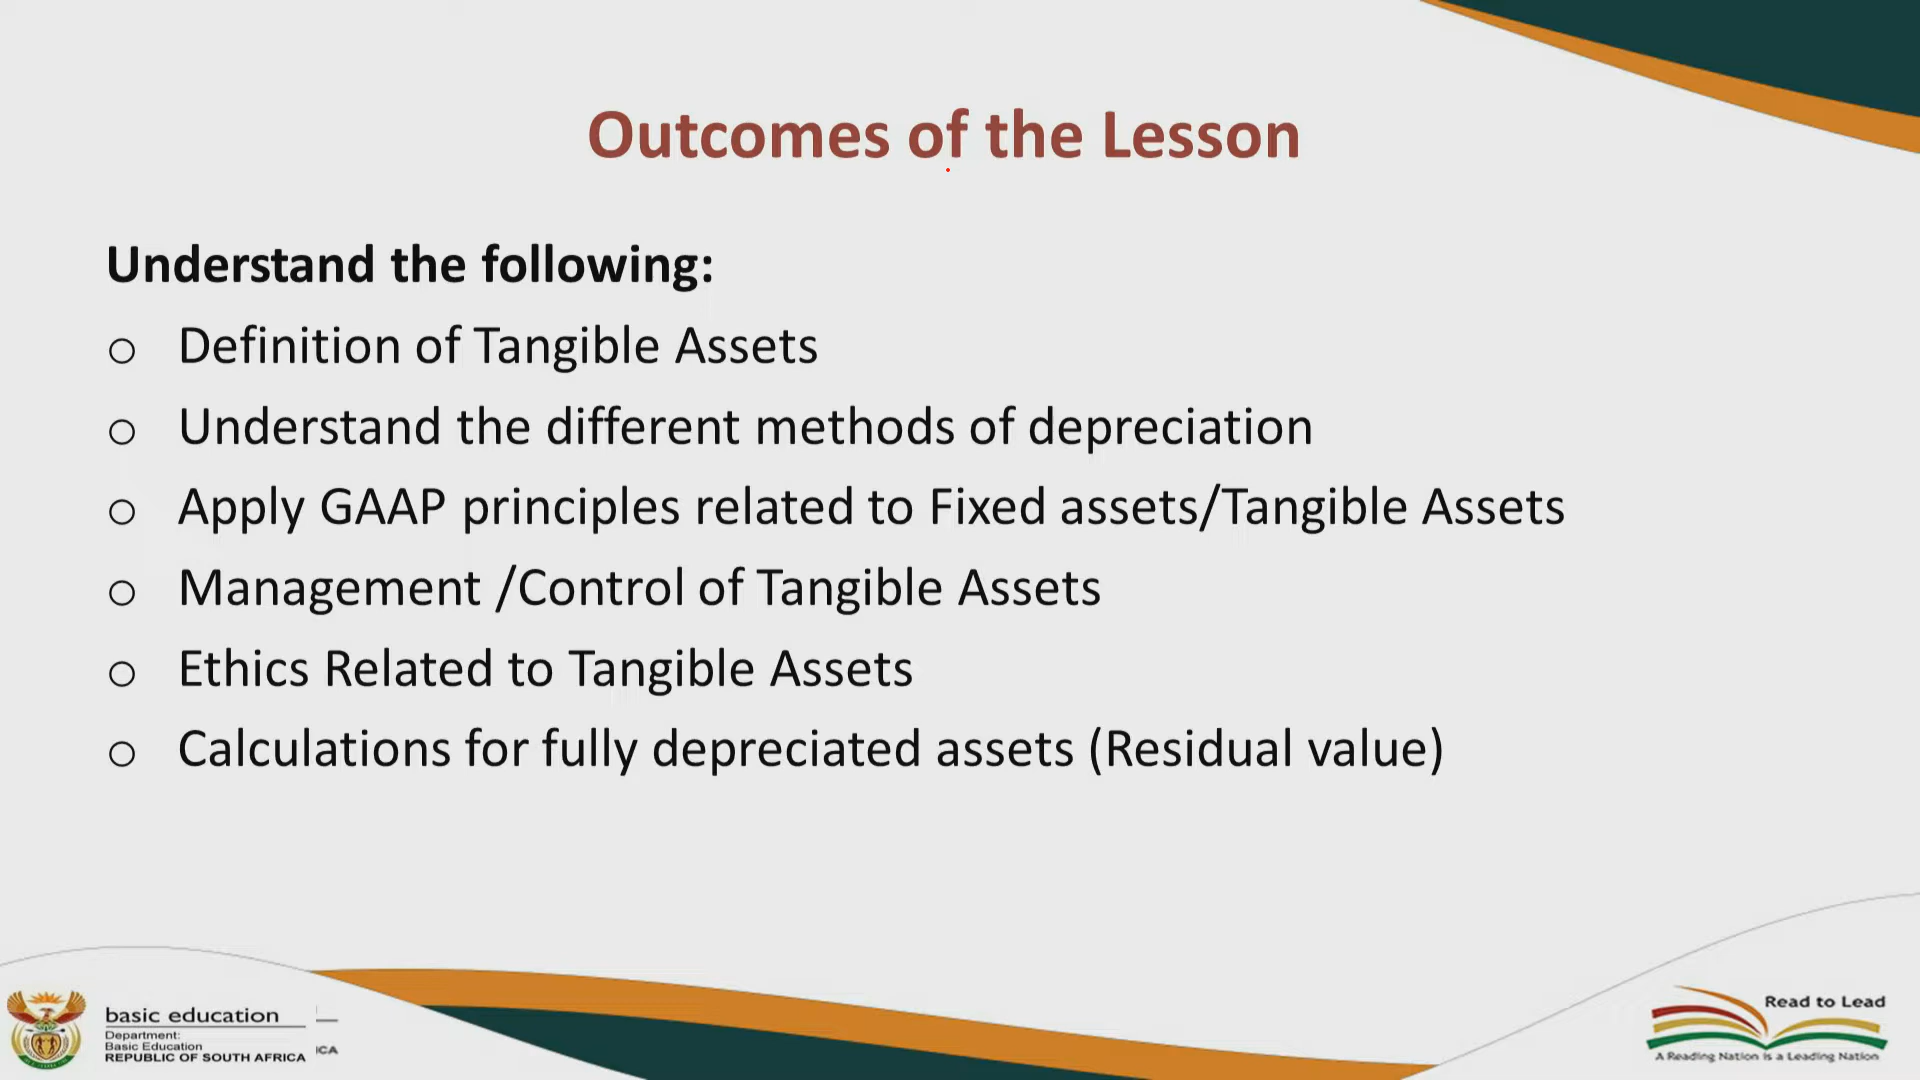 Outcomes of the Lesson
Understand the following:
o Definition of Tangible Assets
o Understand the different methods of depreciation
o Apply GAAP principles related to Fixed assets/Tangible Assets
o Management /Control of Tangible Assets
o Ethics Related to Tangible Assets
o Calculations for fully depreciated assets (Residual value)
basic education
Department:
Basic Education
REPUBLIC OF SOUTH AFRICA
ICA
Read to Lead
A Reading Nation is a Leading Nation